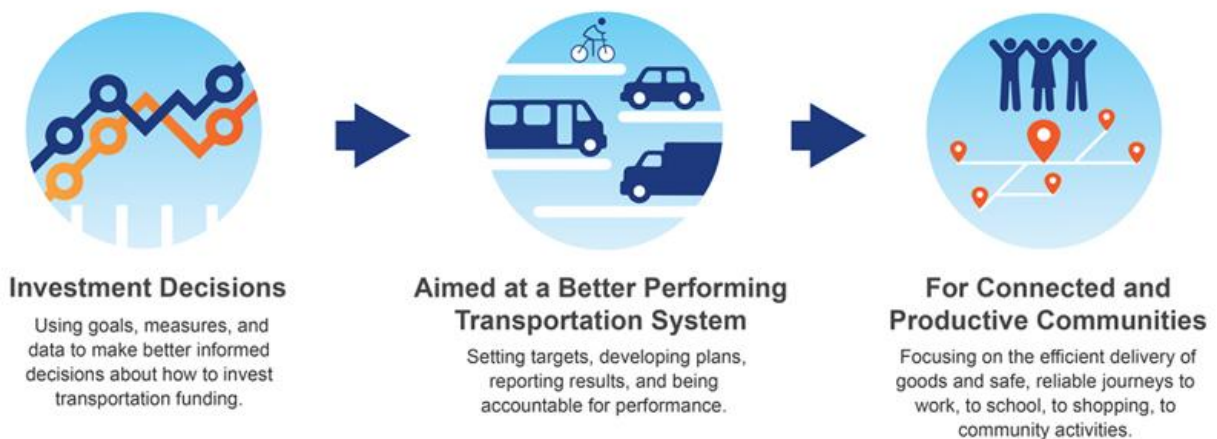 Investment Decisions
Using goals, measures, and
data to make better informed
decisions about how to invest
transportation funding.
Aimed at a Better Performing
Transportation System
Setting targets, developing plans,
reporting results, and being
accountable for performance.
For Connected and
Productive Communities
Focusing on the efficient delivery of
goods and safe, reliable journeys to
work, to school, to shopping, to
community activities.